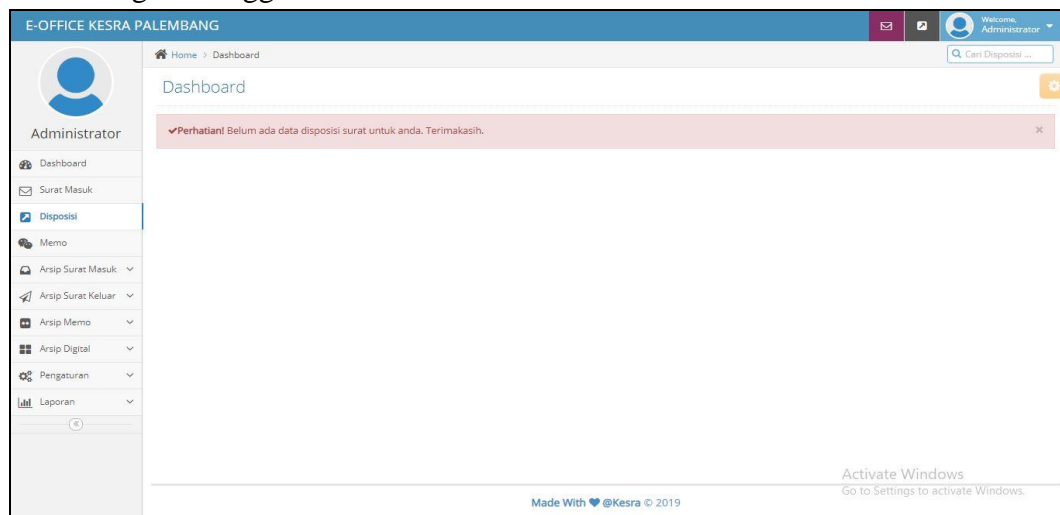 E-OFFICE KESRA PALEMBANG
Welcome,
Administrator
Home > Dashboard
Cari Disposisi ...
Dashboard
Administrator
Perhatian! Belum ada data disposisi surat untuk anda. Terimakasih.
×
Dashboard
Surat Masuk
Disposisi
Memo
Arsip Surat Masuk
Arsip Surat Keluar
Arsip Memo
Arsip Digital
Pengaturan
Laporan
Activate Windows
Go to Settings to activate Windows.
Made With @Kesra © 2019